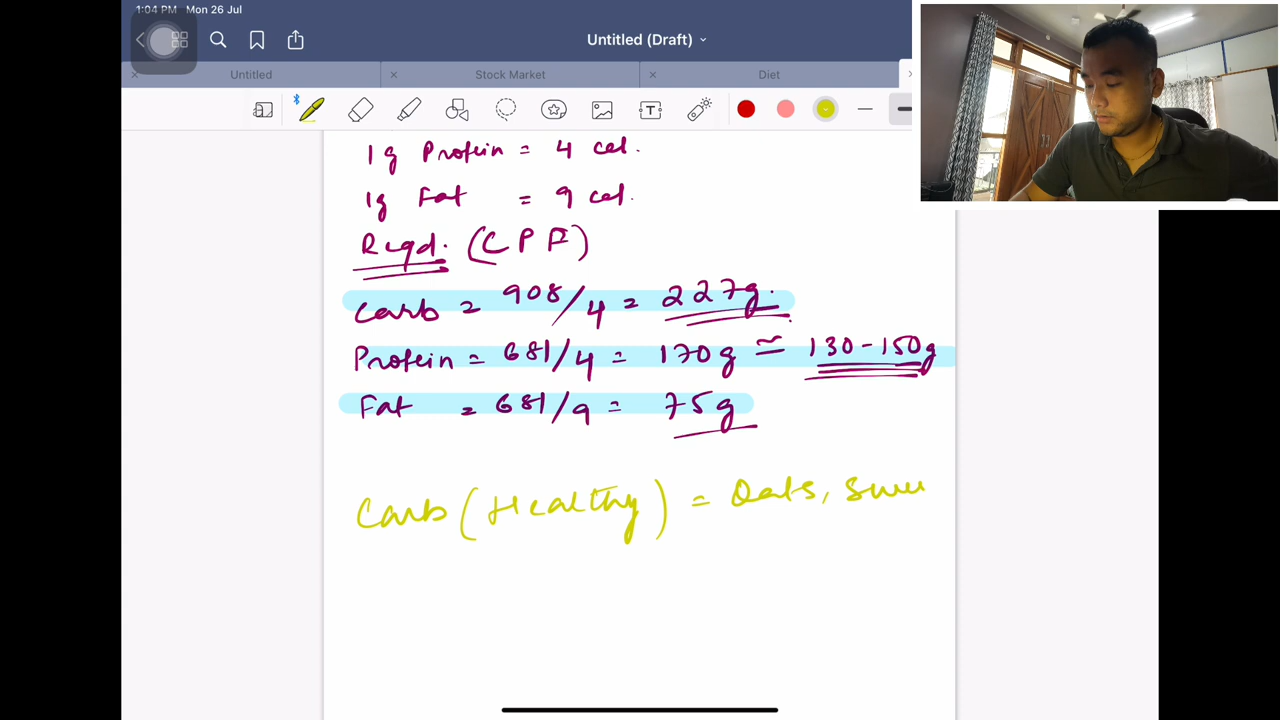 1:04 PM Mon 26 Jul
Untitled (Draft)
Untitled
Stock Market
Diet
1g Protein = 4 cal.
1g Fat = 9 cal.
Reqd. (CPF)
Carb = 908/4 = 227g.
Protein = 681/4 = 170g ≃ 130-150g
Fat = 681/9 = 75g
Carb (Healthy) = Oats,